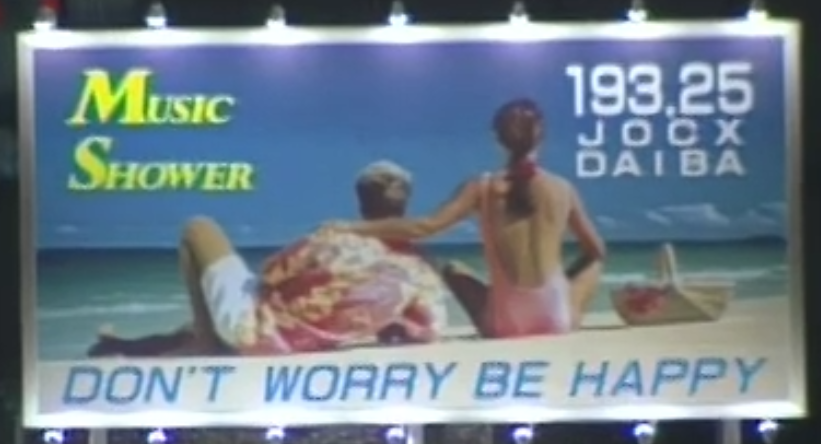 MUSIC
SHOWER
193.25
JOCX
DAIBA
DON'T WORRY BE HAPPY